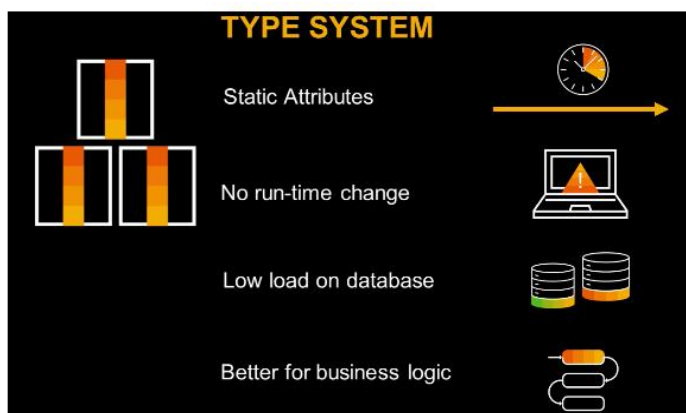 TYPE SYSTEM
Static Attributes
No run-time change
!
Low load on database
Better for business logic